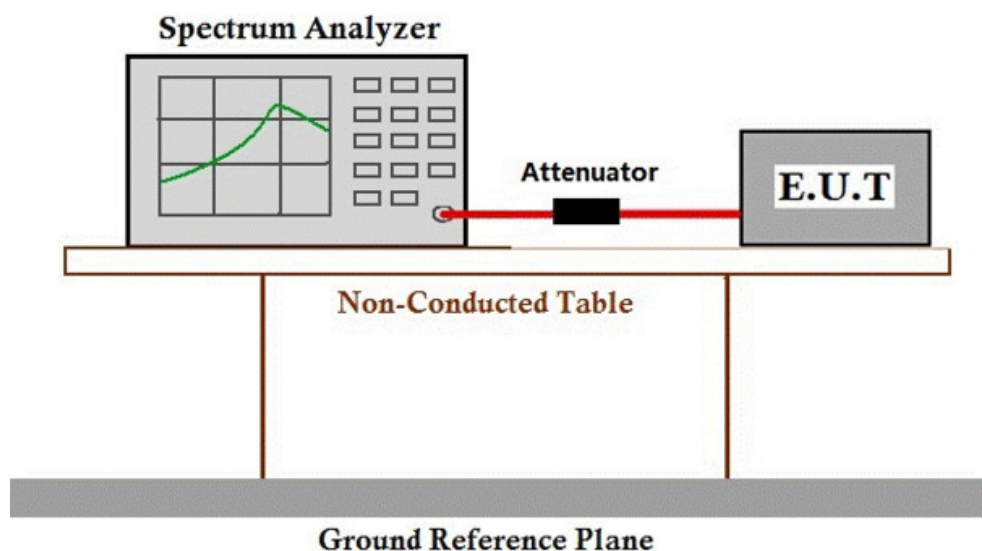 Spectrum Analyzer
Attenuator
E.U.T
Non-Conducted Table
Ground Reference Plane